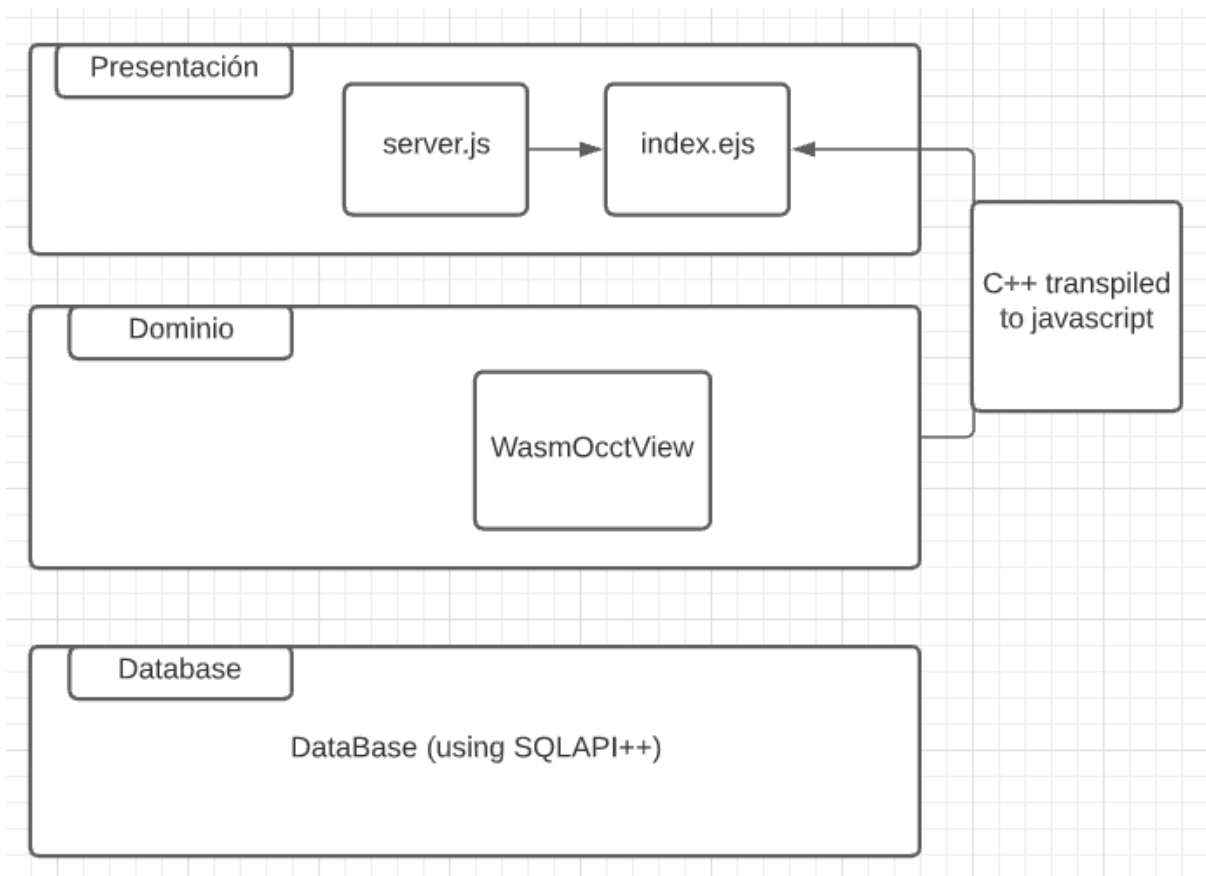 Presentación
server.js
index.ejs
C++ transpiled
to javascript
Dominio
WasmOcctView
Database
DataBase (using SQLAPI++)